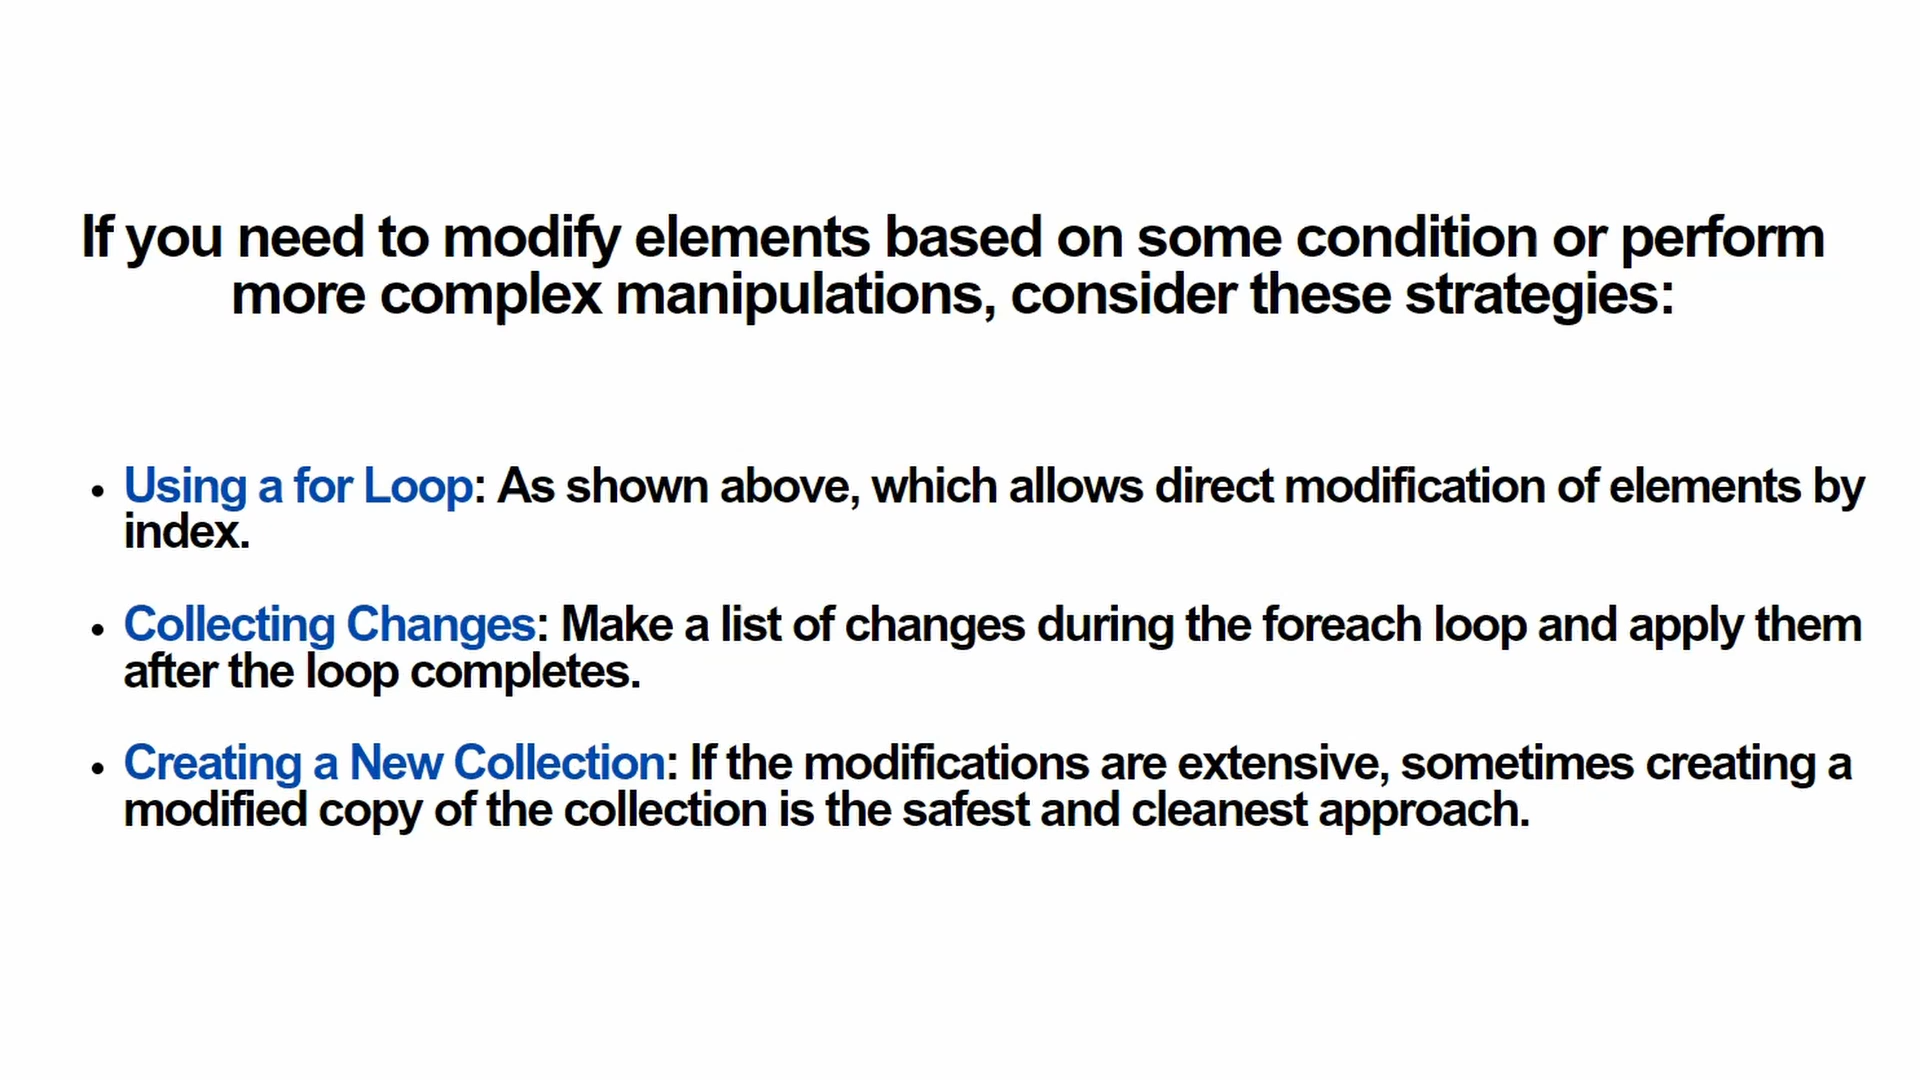 If you need to modify elements based on some condition or perform
more complex manipulations, consider these strategies:
• Using a for Loop: As shown above, which allows direct modification of elements by
index.
• Collecting Changes: Make a list of changes during the foreach loop and apply them
after the loop completes.
• Creating a New Collection: If the modifications are extensive, sometimes creating a
modified copy of the collection is the safest and cleanest approach.